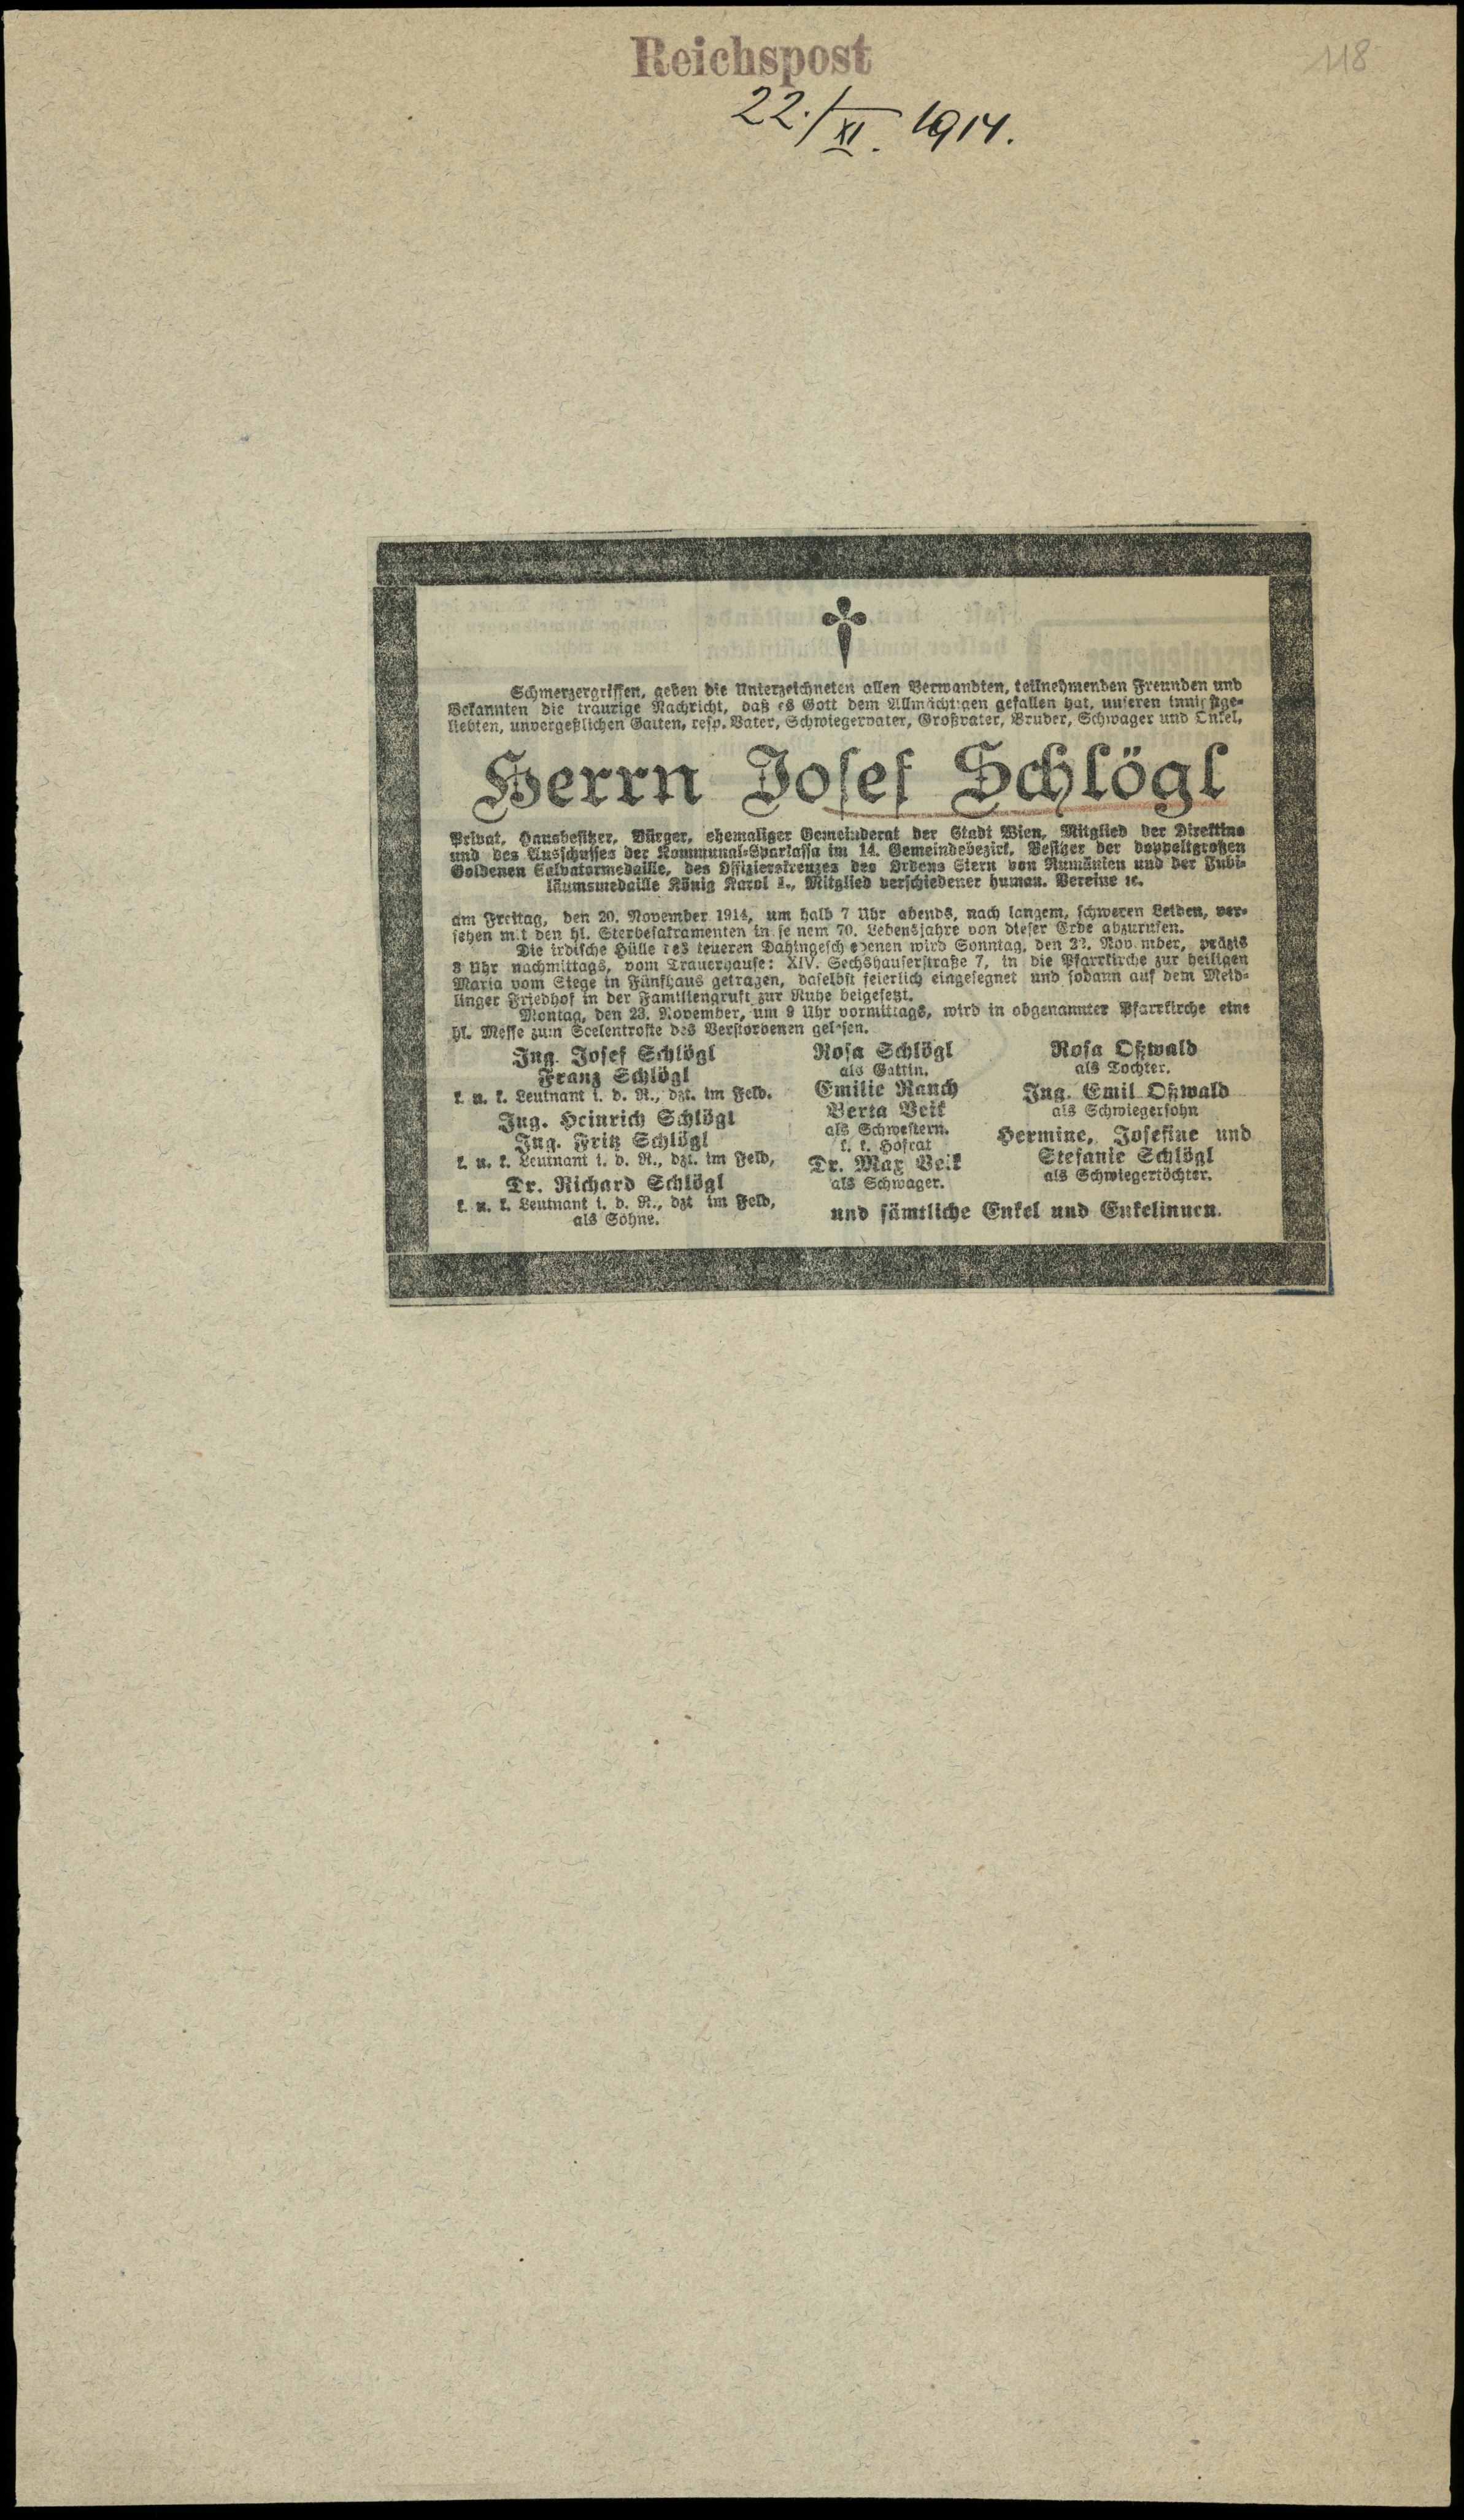 Reichspost
118
22./XI. 1914.
Schmerzergriffen, geben die Unterzeichneten allen Verwandten, teilnehmenden Freunden und
Bekannten die traurige Nachricht, daß es Gott dem Allmächtigen gefallen hat, unseren innigstge-
liebten, unvergeßlichen Gatten, resp. Vater, Schwiegervater, Großvater, Bruder, Schwager und Onkel,
Herrn Josef Schlögl
Privat, Hausbesitzer, Bürger, ehemaliger Gemeinderat der Stadt Wien, Mitglied der Direktion
und des Ausschusses der Kommunal-Sparkassa im 14. Gemeindebezirk, Besitzer der doppeltgroßen
Goldenen Salvatormedaille, des Offizierskreuzes des Ordens Stern von Rumänien und der Jubi-
läumsmedaille König Karol I., Mitglied verschiedener human. Vereine ꝛc.
am Freitag, den 20. November 1914, um halb 7 Uhr abends, nach langem, schweren Leiden, ver-
sehen mit den hl. Sterbesakramenten in seinem 70. Lebensjahre von dieser Erde abzurufen.
Die irdische Hülle des teueren Dahingeschiedenen wird Sonntag, den 22. November, präzis
3 Uhr nachmittags, vom Trauerhause: XIV. Sechshauserstraße 7, in die Pfarrkirche zur heiligen
Maria vom Siege in Fünfhaus getragen, daselbst feierlich eingesegnet und sodann auf dem Meid-
linger Friedhof in der Familiengruft zur Ruhe beigesetzt.
Montag, den 23. November, um 9 Uhr vormittags, wird in obgenannter Pfarrkirche eine
hl. Messe zum Seelentroste des Verstorbenen gelesen.
Ing. Josef Schlögl
Franz Schlögl
k. u. k. Leutnant i. d. R., dzt. im Feld.
Ing. Heinrich Schlögl
Ing. Fritz Schlögl
k. u. k. Leutnant i. d. R., dzt. im Feld,
Dr. Richard Schlögl
k. u. k. Leutnant i. d. R., dzt im Feld,
als Söhne.
Rosa Schlögl
als Gattin.
Emilie Rauch
Berta Veit
als Schwestern.
k. k. Hofrat
Dr. Max Veit
als Schwager.
Rosa Oßwald
als Tochter.
Ing. Emil Oßwald
als Schwiegersohn
Hermine, Josefine und
Stefanie Schlögl
als Schwiegertöchter.
und sämtliche Enkel und Enkelinnen.